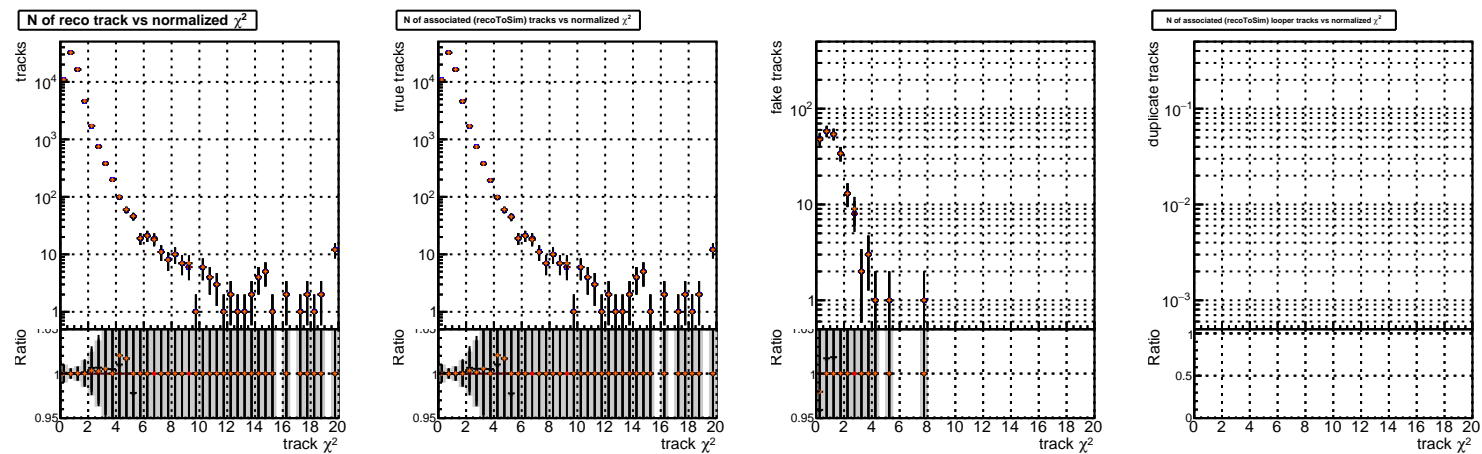 N of reco track vs normalized χ²
tracks
10⁴
10³
10²
10
1
Ratio
1.05
1
0.95
0 2 4 6 8 10 12 14 16 18 20
track χ²
N of associated (recoToSim) tracks vs normalized χ²
true tracks
10⁴
10³
10²
10
1
Ratio
1.05
1
0.95
0 2 4 6 8 10 12 14 16 18 20
track χ²
fake tracks
10²
10
1
Ratio
1.05
1
0.95
0 2 4 6 8 10 12 14 16 18 20
track χ²
N of associated (recoToSim) looper tracks vs normalized χ²
duplicate tracks
10⁻¹
10⁻²
10⁻³
Ratio
1
0.5
0
0 2 4 6 8 10 12 14 16 18 20
track χ²